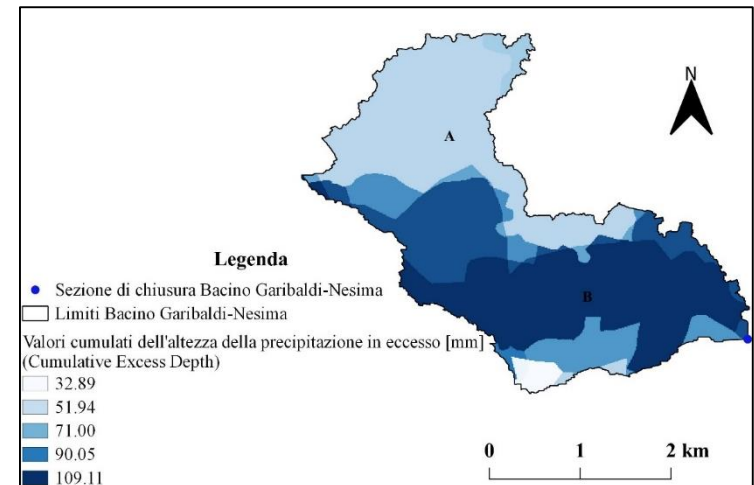 N
A
B
Legenda
Sezione di chiusura Bacino Garibaldi-Nesima
Limiti Bacino Garibaldi-Nesima
Valori cumulati dell'altezza della precipitazione in eccesso [mm]
(Cumulative Excess Depth)
32.89
51.94
71.00
90.05
109.11
0 1 2 km